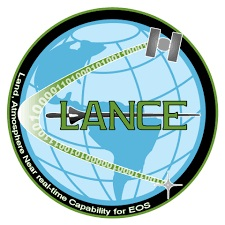 LANCE
Land, Atmosphere Near real-time Capability for EOS